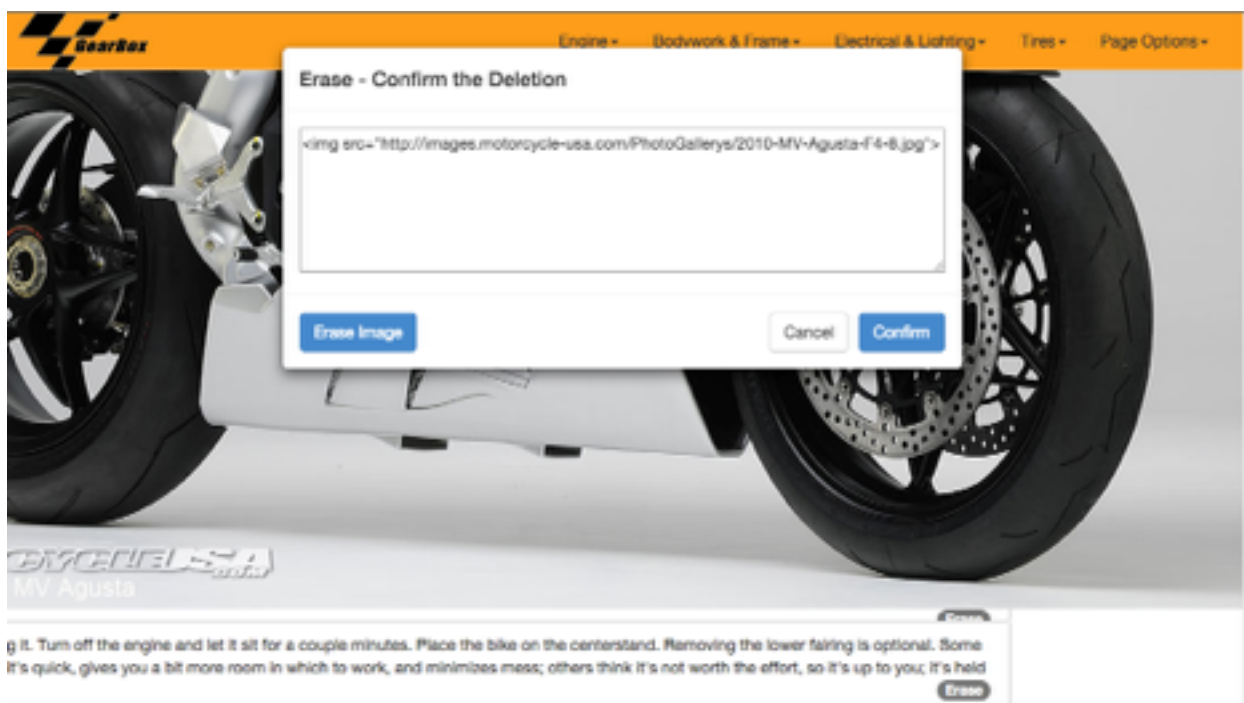 GearBox
Engine Bodywork & Frame Electrical & Lighting Tires Page Options
Erase - Confirm the Deletion
<img src="http://images.motorcycle-usa.com/PhotoGallerys/2010-MV-Agusta-F4-8.jpg">
Erase Image Cancel Confirm
CYCLE USA
.COM
MV Agusta
Erase
g it. Turn off the engine and let it sit for a couple minutes. Place the bike on the centerstand. Removing the lower fairing is optional. Some
it's quick, gives you a bit more room in which to work, and minimizes mess; others think it's not worth the effort, so it's up to you; it's held
Erase